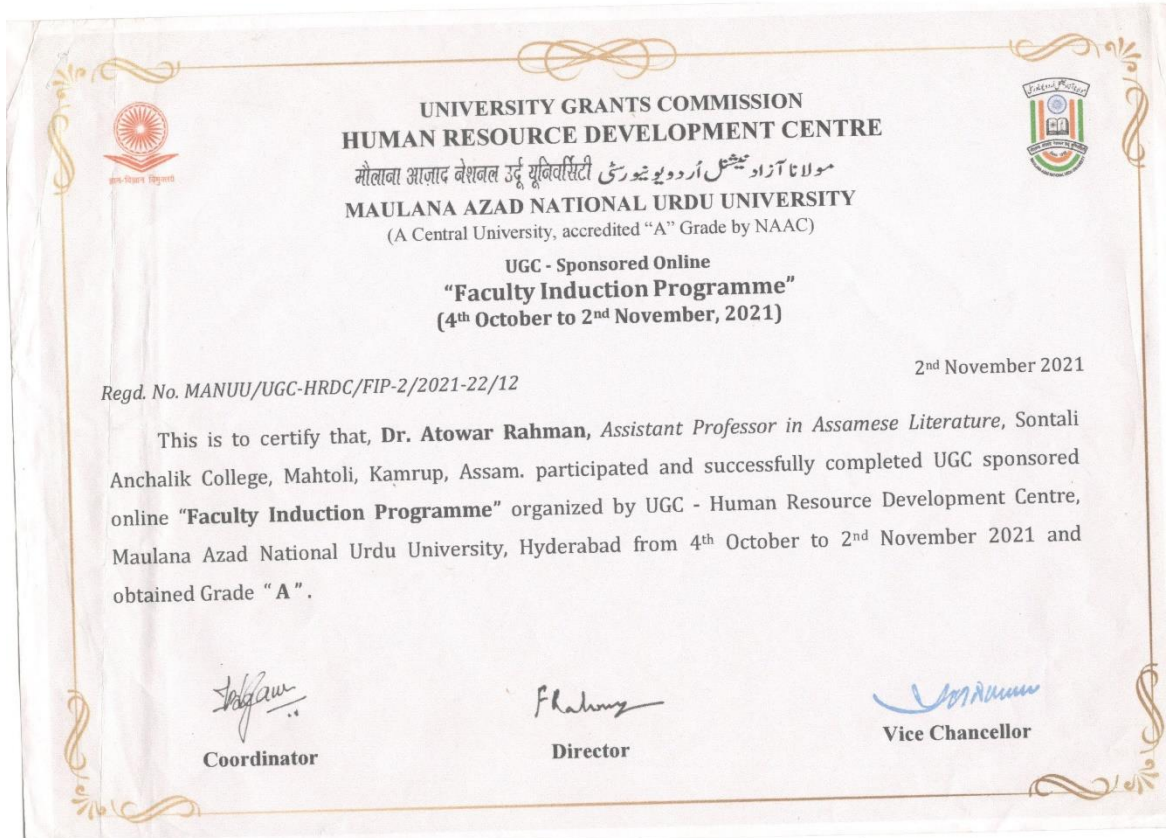 UNIVERSITY GRANTS COMMISSION
HUMAN RESOURCE DEVELOPMENT CENTRE
मौलाना आज़ाद नेशनल उर्दू यूनिवर्सिटी مولانا آزاد نیشنل اُردو یونیورسٹی
MAULANA AZAD NATIONAL URDU UNIVERSITY
(A Central University, accredited “A” Grade by NAAC)
ज्ञान-विज्ञान विमुक्तये
UGC - Sponsored Online
“Faculty Induction Programme”
(4th October to 2nd November, 2021)
2nd November 2021
Regd. No. MANUU/UGC-HRDC/FIP-2/2021-22/12
This is to certify that, Dr. Atowar Rahman, Assistant Professor in Assamese Literature, Sontali
Anchalik College, Mahtoli, Kamrup, Assam. participated and successfully completed UGC sponsored
online “Faculty Induction Programme” organized by UGC - Human Resource Development Centre,
Maulana Azad National Urdu University, Hyderabad from 4th October to 2nd November 2021 and
obtained Grade “ A ”.
Coordinator
Director
Vice Chancellor